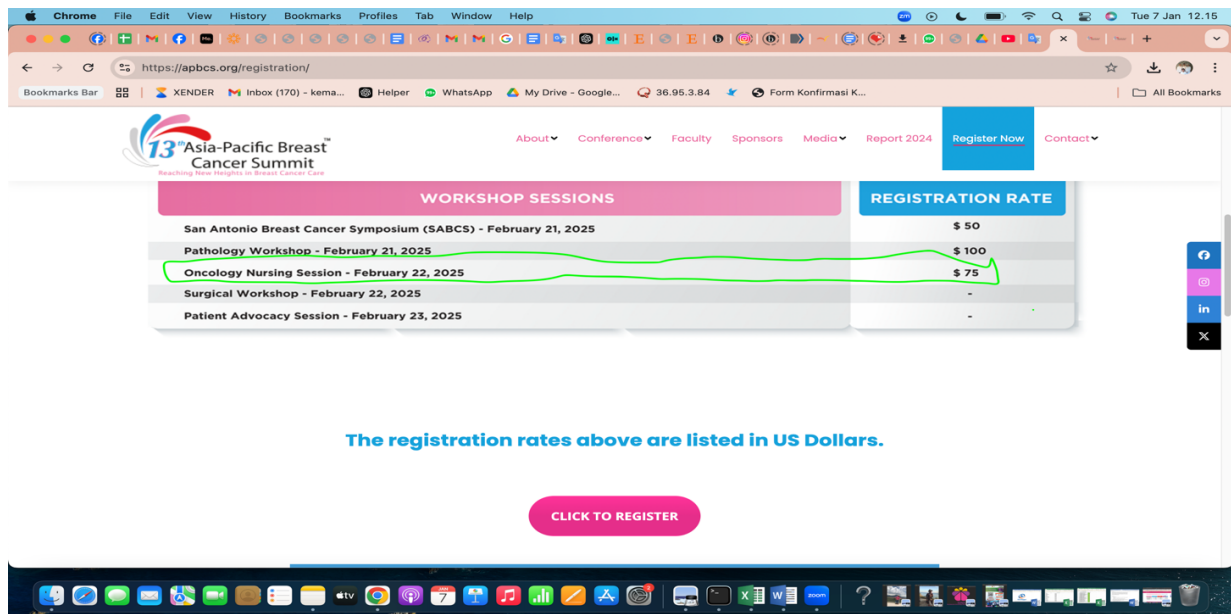 Chrome File Edit View History Bookmarks Profiles Tab Window Help
zm
Tue 7 Jan 12.15
https://apbcs.org/registration/
Bookmarks Bar
XENDER
Inbox (170) – kema...
Helper
WhatsApp
My Drive – Google...
36.95.3.84
Form Konfirmasi K...
All Bookmarks
13th Asia-Pacific Breast™
Cancer Summit
Reaching New Heights in Breast Cancer Care
About Conference Faculty Sponsors Media Report 2024 Register Now Contact
WORKSHOP SESSIONS REGISTRATION RATE
San Antonio Breast Cancer Symposium (SABCS) - February 21, 2025 $ 50
Pathology Workshop - February 21, 2025 $ 100
Oncology Nursing Session - February 22, 2025 $ 75
Surgical Workshop - February 22, 2025 -
Patient Advocacy Session - February 23, 2025 -
in
X
The registration rates above are listed in US Dollars.
CLICK TO REGISTER
tv
zoom